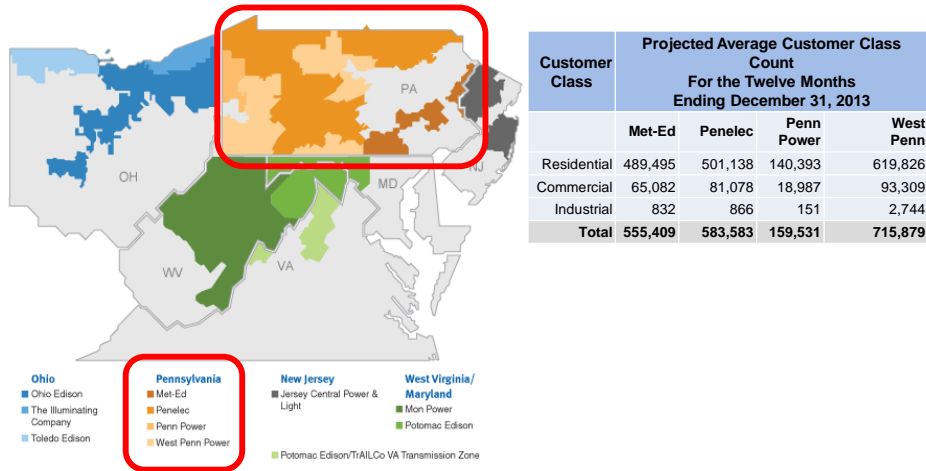 PA
OH
NJ
MD
WV
VA
Customer Class
Projected Average Customer Class
Count
For the Twelve Months
Ending December 31, 2013
Met-Ed Penelec Penn Power West Penn
Residential 489,495 501,138 140,393 619,826
Commercial 65,082 81,078 18,987 93,309
Industrial 832 866 151 2,744
Total 555,409 583,583 159,531 715,879
Ohio
Ohio Edison
The Illuminating
Company
Toledo Edison
Pennsylvania
Met-Ed
Penelec
Penn Power
West Penn Power
New Jersey
Jersey Central Power &
Light
West Virginia/
Maryland
Mon Power
Potomac Edison
Potomac Edison/TrAILCo VA Transmission Zone